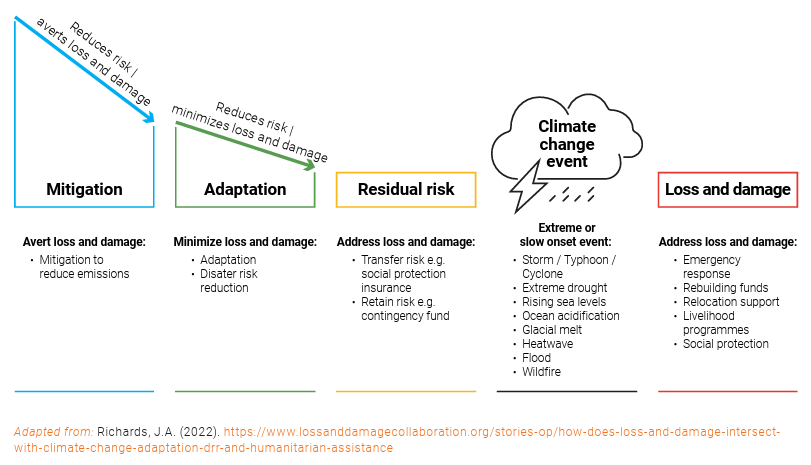 Reduces risk |
averts loss and damage
Reduces risk |
minimizes loss and damage
Mitigation
Adaptation
Residual risk
Climate
change
event
Loss and damage
Avert loss and damage:
• Mitigation to
reduce emissions
Minimize loss and damage:
• Adaptation
• Disater risk
reduction
Address loss and damage:
• Transfer risk e.g.
social protection
insurance
• Retain risk e.g.
contingency fund
Extreme or
slow onset event:
• Storm / Typhoon /
Cyclone
• Extreme drought
• Rising sea levels
• Ocean acidification
• Glacial melt
• Heatwave
• Flood
• Wildfire
Address loss and damage:
• Emergency
response
• Rebuilding funds
• Relocation support
• Livelihood
programmes
• Social protection
Adapted from: Richards, J.A. (2022). https://www.lossanddamagecollaboration.org/stories-op/how-does-loss-and-damage-intersect-
with-climate-change-adaptation-drr-and-humanitarian-assistance